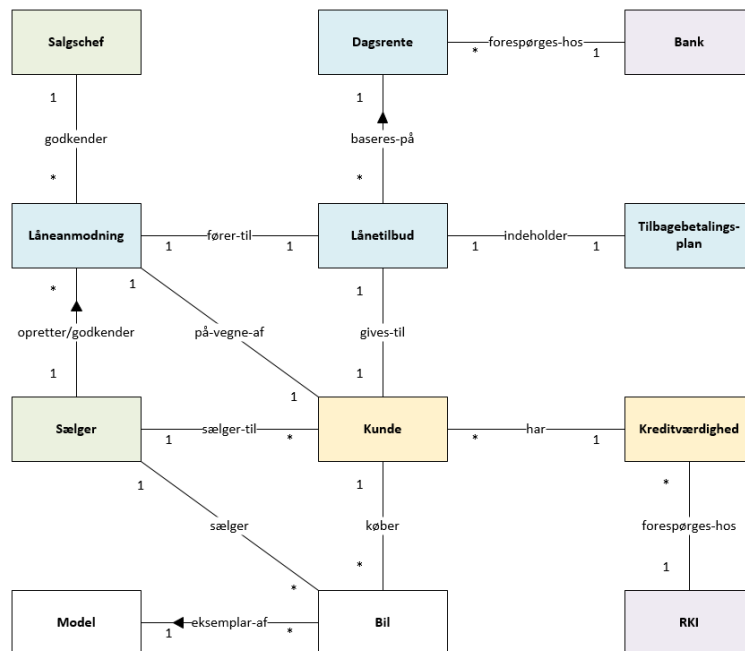 Salgschef
Dagsrente
* forespørges-hos 1
Bank
1
1
godkender
baseres-på
*
*
Låneanmodning
1 fører-til 1
Lånetilbud
1 indeholder 1
Tilbagebetalings-
plan
*
1
1
opretter/godkender
på-vegne-af
gives-til
1
1
1
Sælger
1 sælger-til *
Kunde
* har 1
Kreditværdighed
1
1
*
sælger
køber
forespørges-hos
*
*
1
Model
1 eksemplar-af *
Bil
RKI